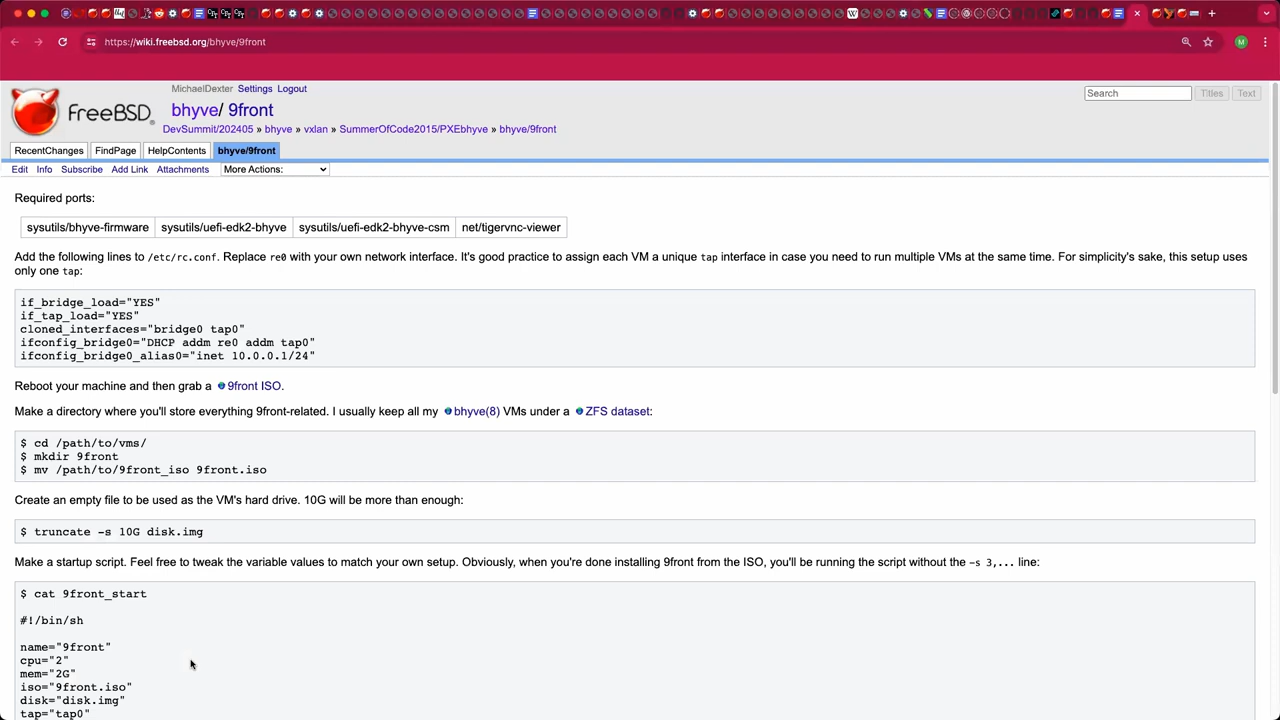 https://wiki.freebsd.org/bhyve/9front
M
MichaelDexter Settings Logout
FreeBSD
bhyve/ 9front
Search
Titles
Text
DevSummit/202405 » bhyve » vxlan » SummerOfCode2015/PXEbhyve » bhyve/9front
RecentChanges
FindPage
HelpContents
bhyve/9front
Edit
Info
Subscribe
Add Link
Attachments
More Actions:
Required ports:
sysutils/bhyve-firmware
sysutils/uefi-edk2-bhyve
sysutils/uefi-edk2-bhyve-csm
net/tigervnc-viewer
Add the following lines to /etc/rc.conf. Replace re0 with your own network interface. It's good practice to assign each VM a unique tap interface in case you need to run multiple VMs at the same time. For simplicity's sake, this setup uses
only one tap:
if_bridge_load="YES"
if_tap_load="YES"
cloned_interfaces="bridge0 tap0"
ifconfig_bridge0="DHCP addm re0 addm tap0"
ifconfig_bridge0_alias0="inet 10.0.0.1/24"
Reboot your machine and then grab a 9front ISO.
Make a directory where you'll store everything 9front-related. I usually keep all my bhyve(8) VMs under a ZFS dataset:
$ cd /path/to/vms/
$ mkdir 9front
$ mv /path/to/9front_iso 9front.iso
Create an empty file to be used as the VM's hard drive. 10G will be more than enough:
$ truncate -s 10G disk.img
Make a startup script. Feel free to tweak the variable values to match your own setup. Obviously, when you're done installing 9front from the ISO, you'll be running the script without the -s 3,... line:
$ cat 9front_start
#!/bin/sh
name="9front"
cpu="2"
mem="2G"
iso="9front.iso"
disk="disk.img"
tap="tap0"